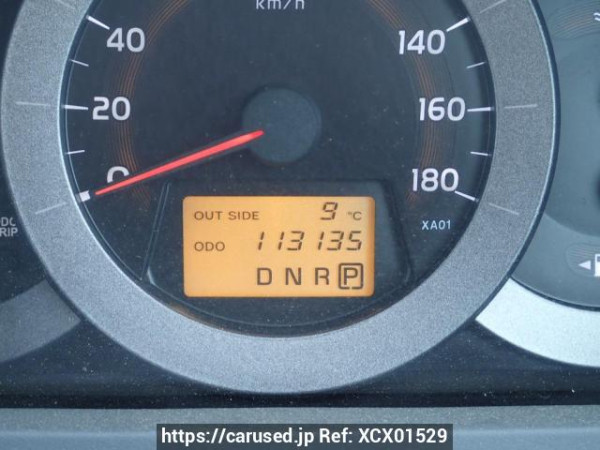 km/h
40
140
20
160
0
180
OUT SIDE 9 °C
XA01
ODO 113135
D N R P
https://carused.jp Ref: XCX01529